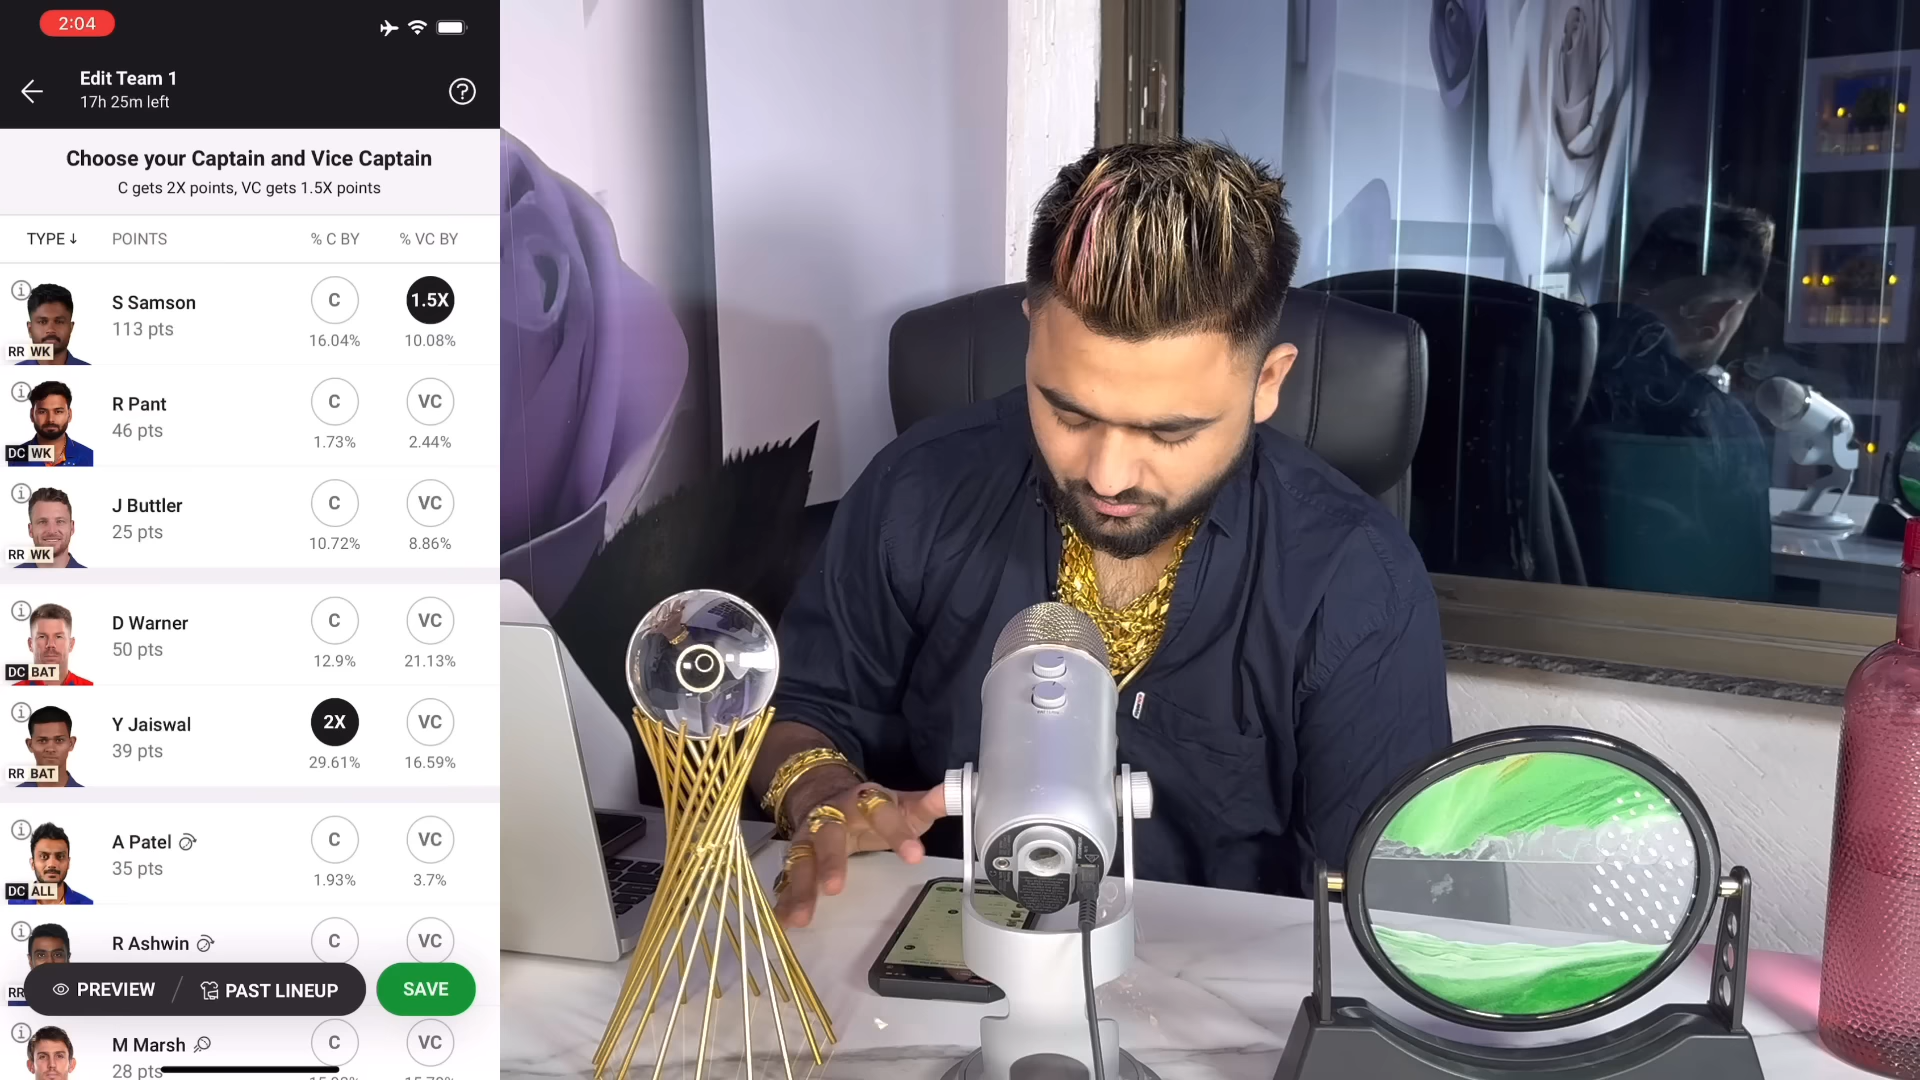 2:04
Edit Team 1
17h 25m left
Choose your Captain and Vice Captain
C gets 2X points, VC gets 1.5X points
TYPE↓ POINTS % C BY % VC BY
S Samson C 1.5X
113 pts 16.04% 10.08%
RR WK
R Pant C VC
46 pts 1.73% 2.44%
DC WK
J Buttler C VC
25 pts 10.72% 8.86%
RR WK
D Warner C VC
50 pts 12.9% 21.13%
DC BAT
Y Jaiswal 2X VC
39 pts 29.61% 16.59%
RR BAT
A Patel C VC
35 pts 1.93% 3.7%
DC ALL
R Ashwin C VC
RR
PREVIEW / PAST LINEUP SAVE
M Marsh C VC
28 pts